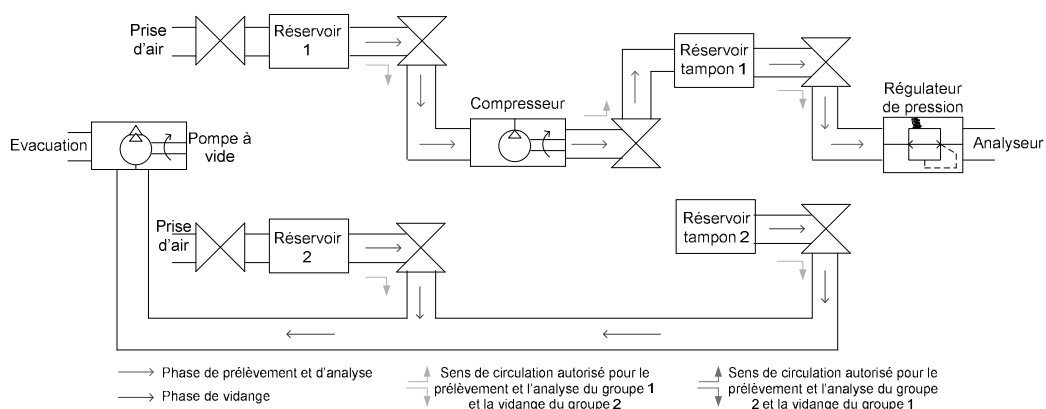 Prise
d'air
Réservoir
1
Réservoir
tampon 1
Compresseur
Régulateur
de pression
Evacuation
Pompe à
vide
Analyseur
Prise
d'air
Réservoir
2
Réservoir
tampon 2
Phase de prélèvement et d'analyse
Phase de vidange
Sens de circulation autorisé pour le
prélèvement et l'analyse du groupe 1
et la vidange du groupe 2
Sens de circulation autorisé pour le
prélèvement et l'analyse du groupe
2 et la vidange du groupe 1